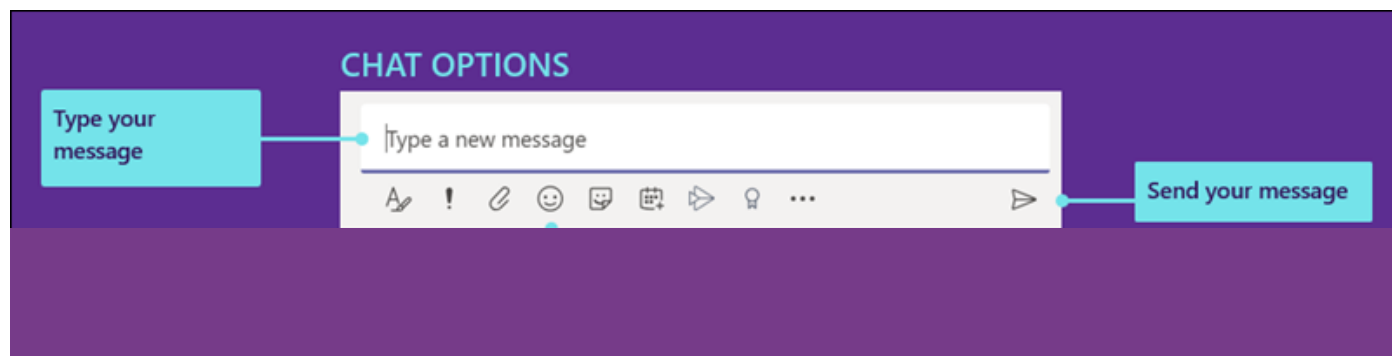 CHAT OPTIONS
Type your
message
Type a new message
Send your message